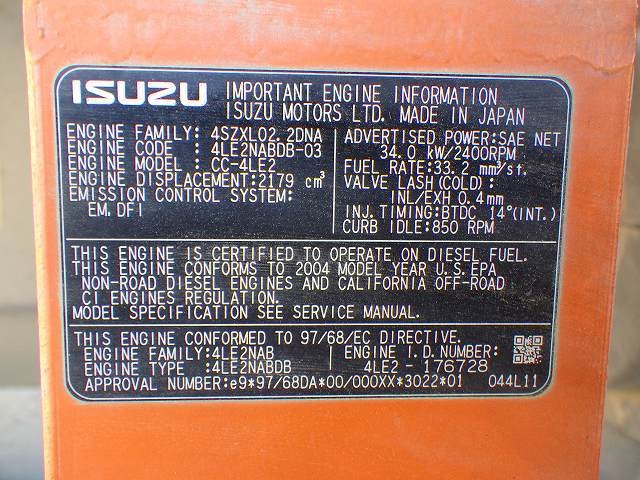 ISUZU IMPORTANT ENGINE INFORMATION
ISUZU MOTORS LTD. MADE IN JAPAN
ENGINE FAMILY: 4SZXL02.2DNA
ENGINE CODE : 4LE2NABDB-03
ENGINE MODEL : CC-4LE2
ENGINE DISPLACEMENT:2179 cm³
EMISSION CONTROL SYSTEM:
EM,DFI
ADVERTISED POWER:SAE NET
34.0 kW/2400RPM
FUEL RATE:33.2 mm³/st.
VALVE LASH(COLD):
INL/EXH 0.4mm
INJ.TIMING:BTDC 14°(INT.)
CURB IDLE:850 RPM
THIS ENGINE IS CERTIFIED TO OPERATE ON DIESEL FUEL.
THIS ENGINE CONFORMS TO 2004 MODEL YEAR U.S.EPA
NON-ROAD DIESEL ENGINES AND CALIFORNIA OFF-ROAD
CI ENGINES REGULATION.
MODEL SPECIFICATION SEE SERVICE MANUAL.
THIS ENGINE CONFORMED TO 97/68/EC DIRECTIVE.
ENGINE FAMILY:4LE2NAB
ENGINE TYPE :4LE2NABDB
ENGINE I.D.NUMBER:
4LE2 -176728
APPROVAL NUMBER:e9*97/68DA*00/000XX*3022*01 044L11